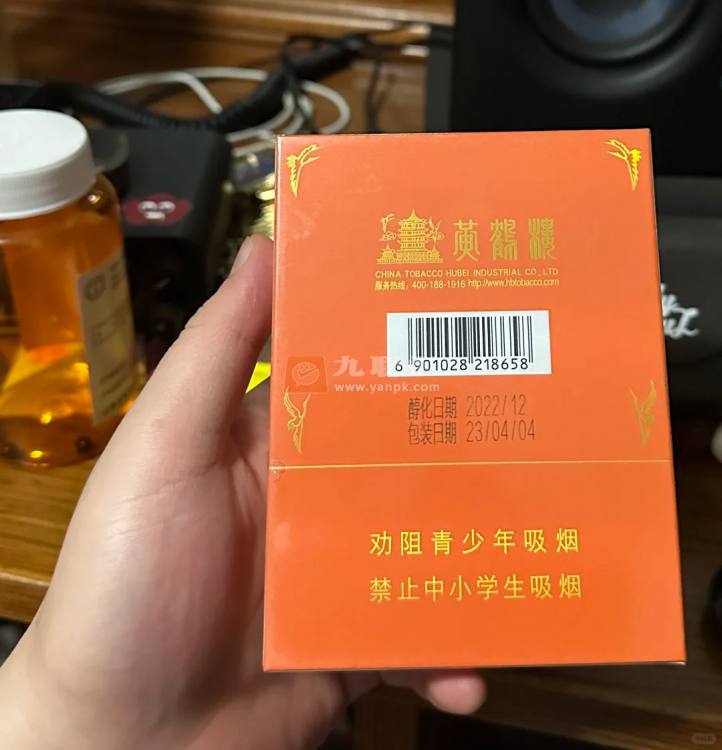 黄鹤楼
CHINA TOBACCO HUBEI INDUSTRIAL CO.,LTD
服务热线: 400-188-1916 http://www.hbtobacco.com
6 901028 218658
www.yanpk.com
醇化日期 2022/12
包装日期 23/04/04
劝阻青少年吸烟
禁止中小学生吸烟